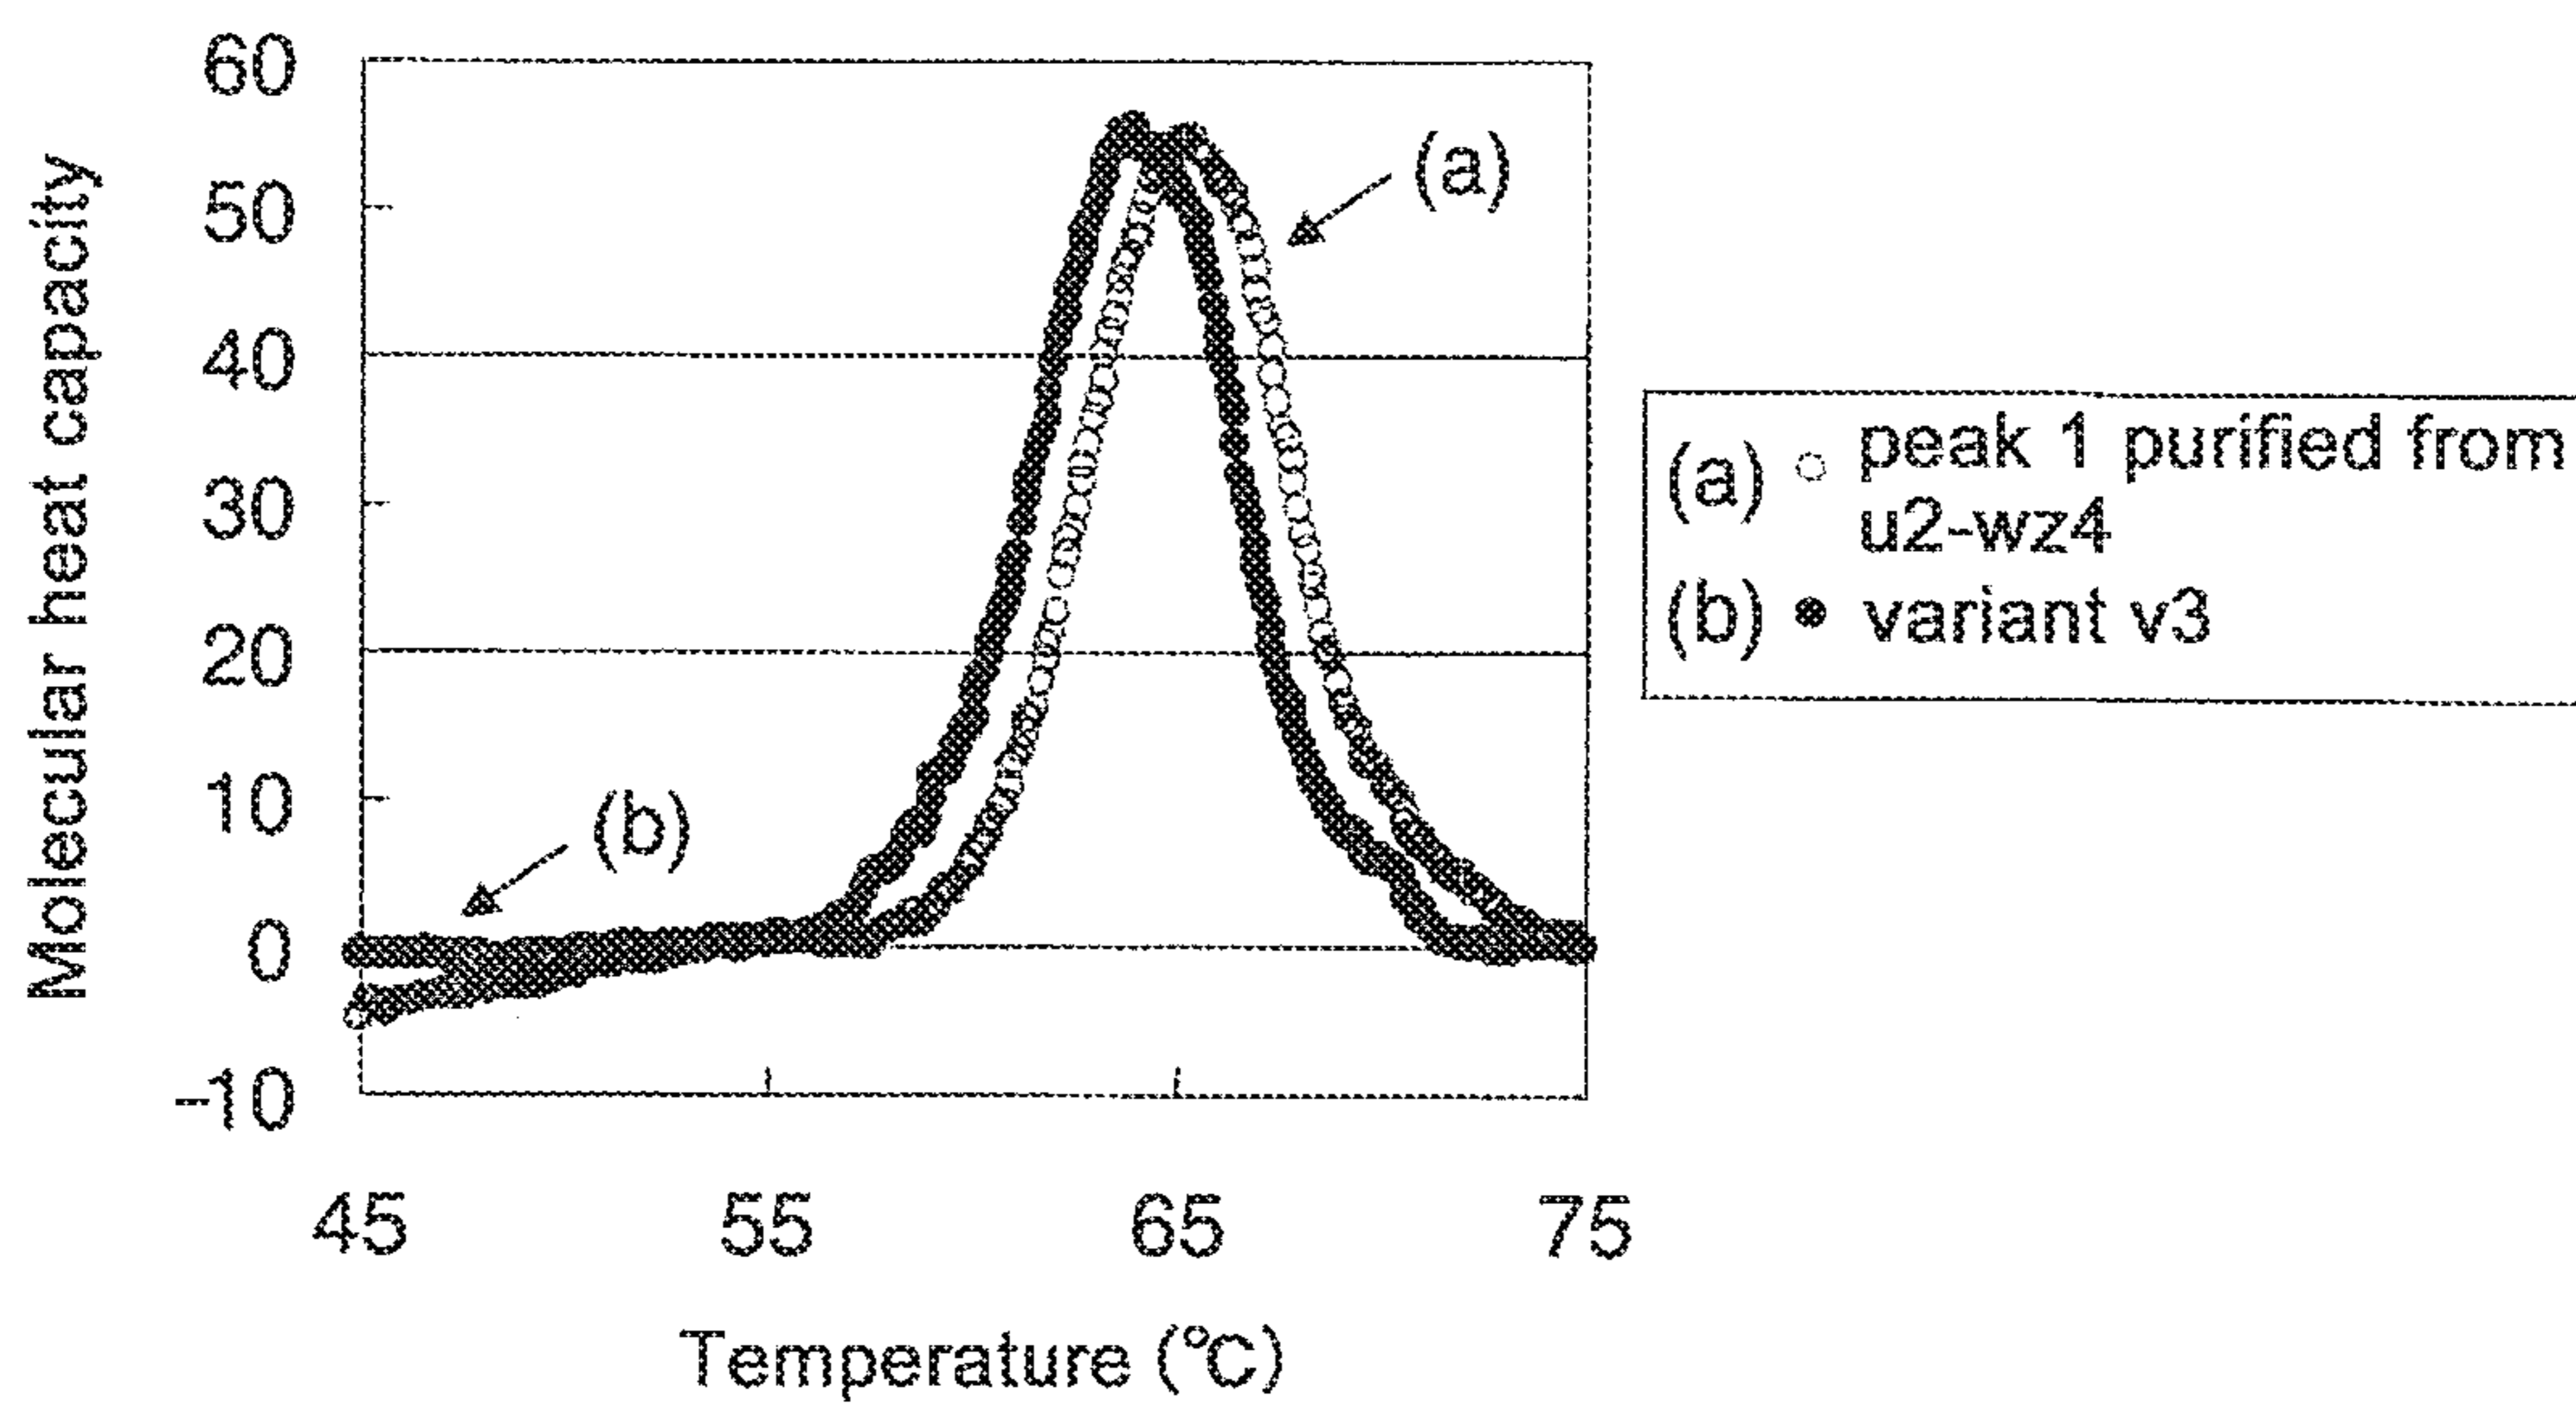 60
50
40
30
20
10
0
-10
Molecular heat capacity
45 55 65 75
Temperature (°C)
(a)
(b)
(a) ○ peak 1 purified from
u2-wz4
(b) ● variant v3